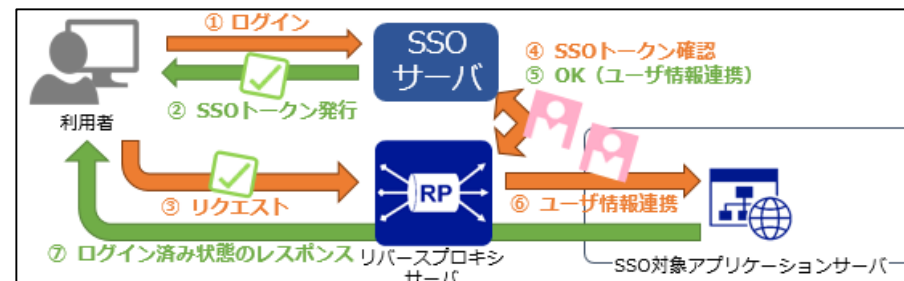 ① ログイン
SSO
サーバ
④ SSOトークン確認
⑤ OK（ユーザ情報連携）
② SSOトークン発行
利用者
RP
③ リクエスト
⑥ ユーザ情報連携
⑦ ログイン済み状態のレスポンス
リバースプロキシ
サーバ
SSO対象アプリケーションサーバ